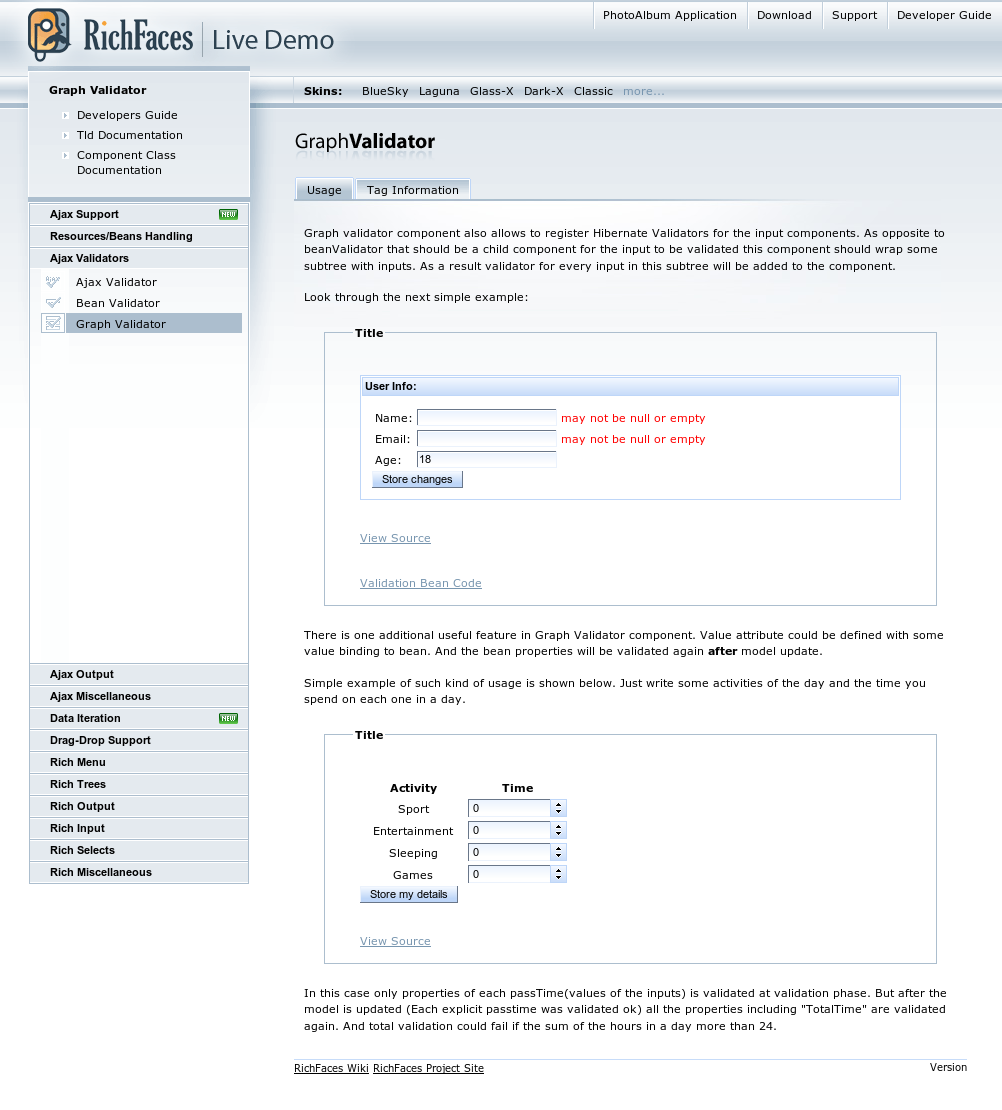 PhotoAlbum Application Download Support Developer Guide
RichFaces Live Demo
Skins: BlueSky Laguna Glass-X Dark-X Classic more...
Graph Validator
Developers Guide
Tld Documentation
Component Class
Documentation
Ajax Support NEW
Resources/Beans Handling
Ajax Validators
Ajax Validator
Bean Validator
Graph Validator
Ajax Output
Ajax Miscellaneous
Data Iteration NEW
Drag-Drop Support
Rich Menu
Rich Trees
Rich Output
Rich Input
Rich Selects
Rich Miscellaneous
GraphValidator
Usage Tag Information
Graph validator component also allows to register Hibernate Validators for the input components. As opposite to
beanValidator that should be a child component for the input to be validated this component should wrap some
subtree with inputs. As a result validator for every input in this subtree will be added to the component.
Look through the next simple example:
Title
User Info:
Name: may not be null or empty
Email: may not be null or empty
Age: 18
Store changes
View Source
Validation Bean Code
There is one additional useful feature in Graph Validator component. Value attribute could be defined with some
value binding to bean. And the bean properties will be validated again after model update.
Simple example of such kind of usage is shown below. Just write some activities of the day and the time you
spend on each one in a day.
Title
Activity Time
Sport 0
Entertainment 0
Sleeping 0
Games 0
Store my details
View Source
In this case only properties of each passTime(values of the inputs) is validated at validation phase. But after the
model is updated (Each explicit passtime was validated ok) all the properties including "TotalTime" are validated
again. And total validation could fail if the sum of the hours in a day more than 24.
RichFaces Wiki RichFaces Project Site Version